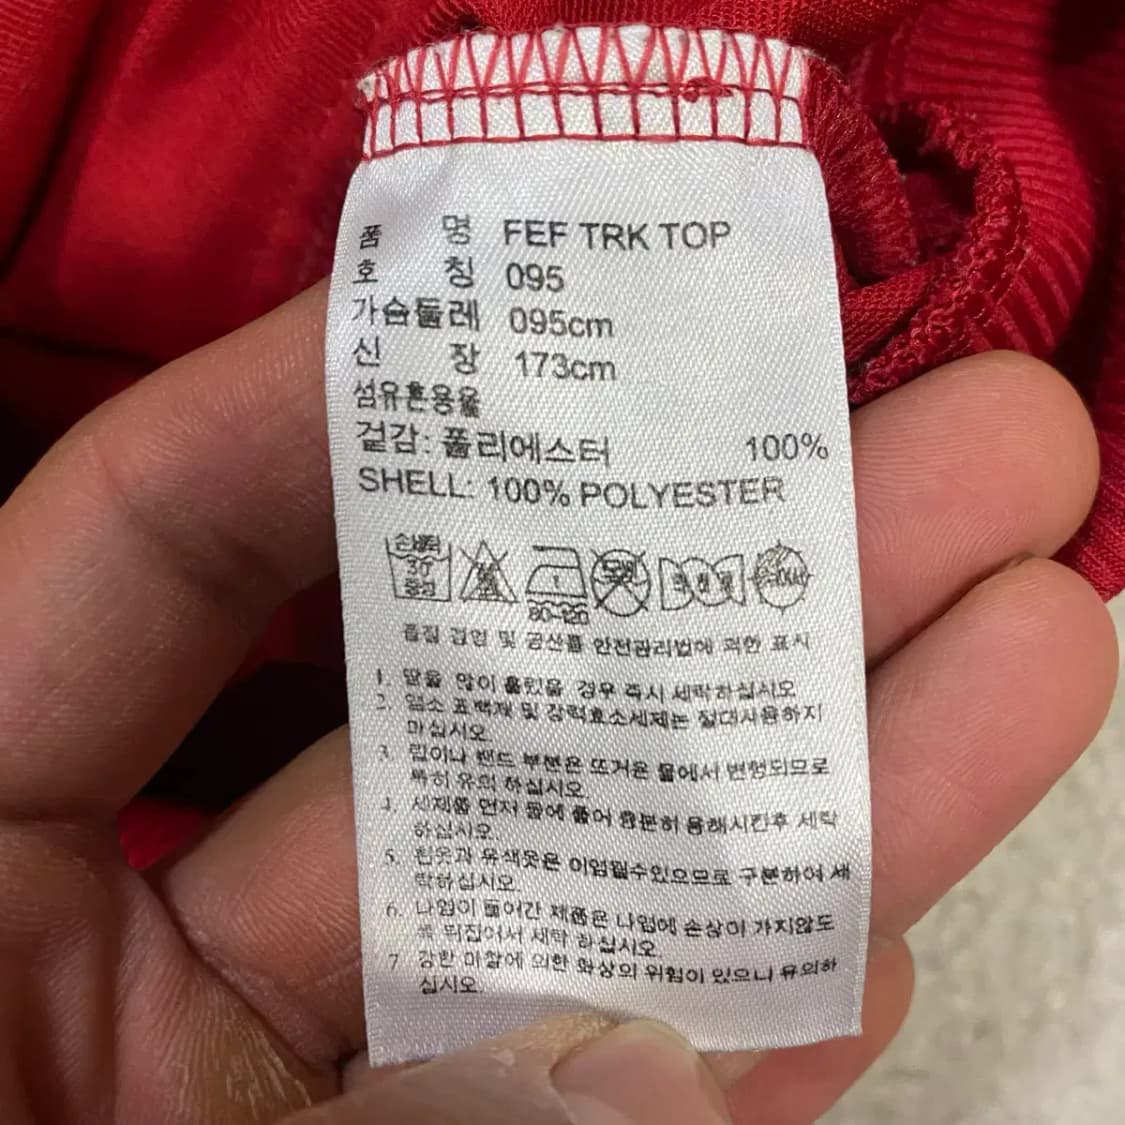 품 명 FEF TRK TOP
호 칭 095
가슴둘레 095cm
신 장 173cm
섬유혼용율
겉감: 폴리에스터 100%
SHELL: 100% POLYESTER
손세탁
30
중성
80~120
품질 경영 및 공산품 안전관리법에 의한 표시
1. 땀을 많이 흘렸을 경우 즉시 세탁하십시오
2. 염소 표백제 및 강력효소세제는 절대사용하지
마십시오.
3. 립이나 밴드 부분은 뜨거운 물에서 변형되므로
특히 유의 하십시오.
4. 세제를 먼저 물에 풀어 충분히 용해시킨후 세탁
하십시오.
5. 흰옷과 유색옷은 이염될수있으므로 구분하여 세
탁하십시오.
6. 나염이 들어간 제품은 나염에 손상이 가지않도
록 뒤집어서 세탁 하십시오.
7 강한 마찰에 의한 화상의 위험이 있으니 유의하
십시오.